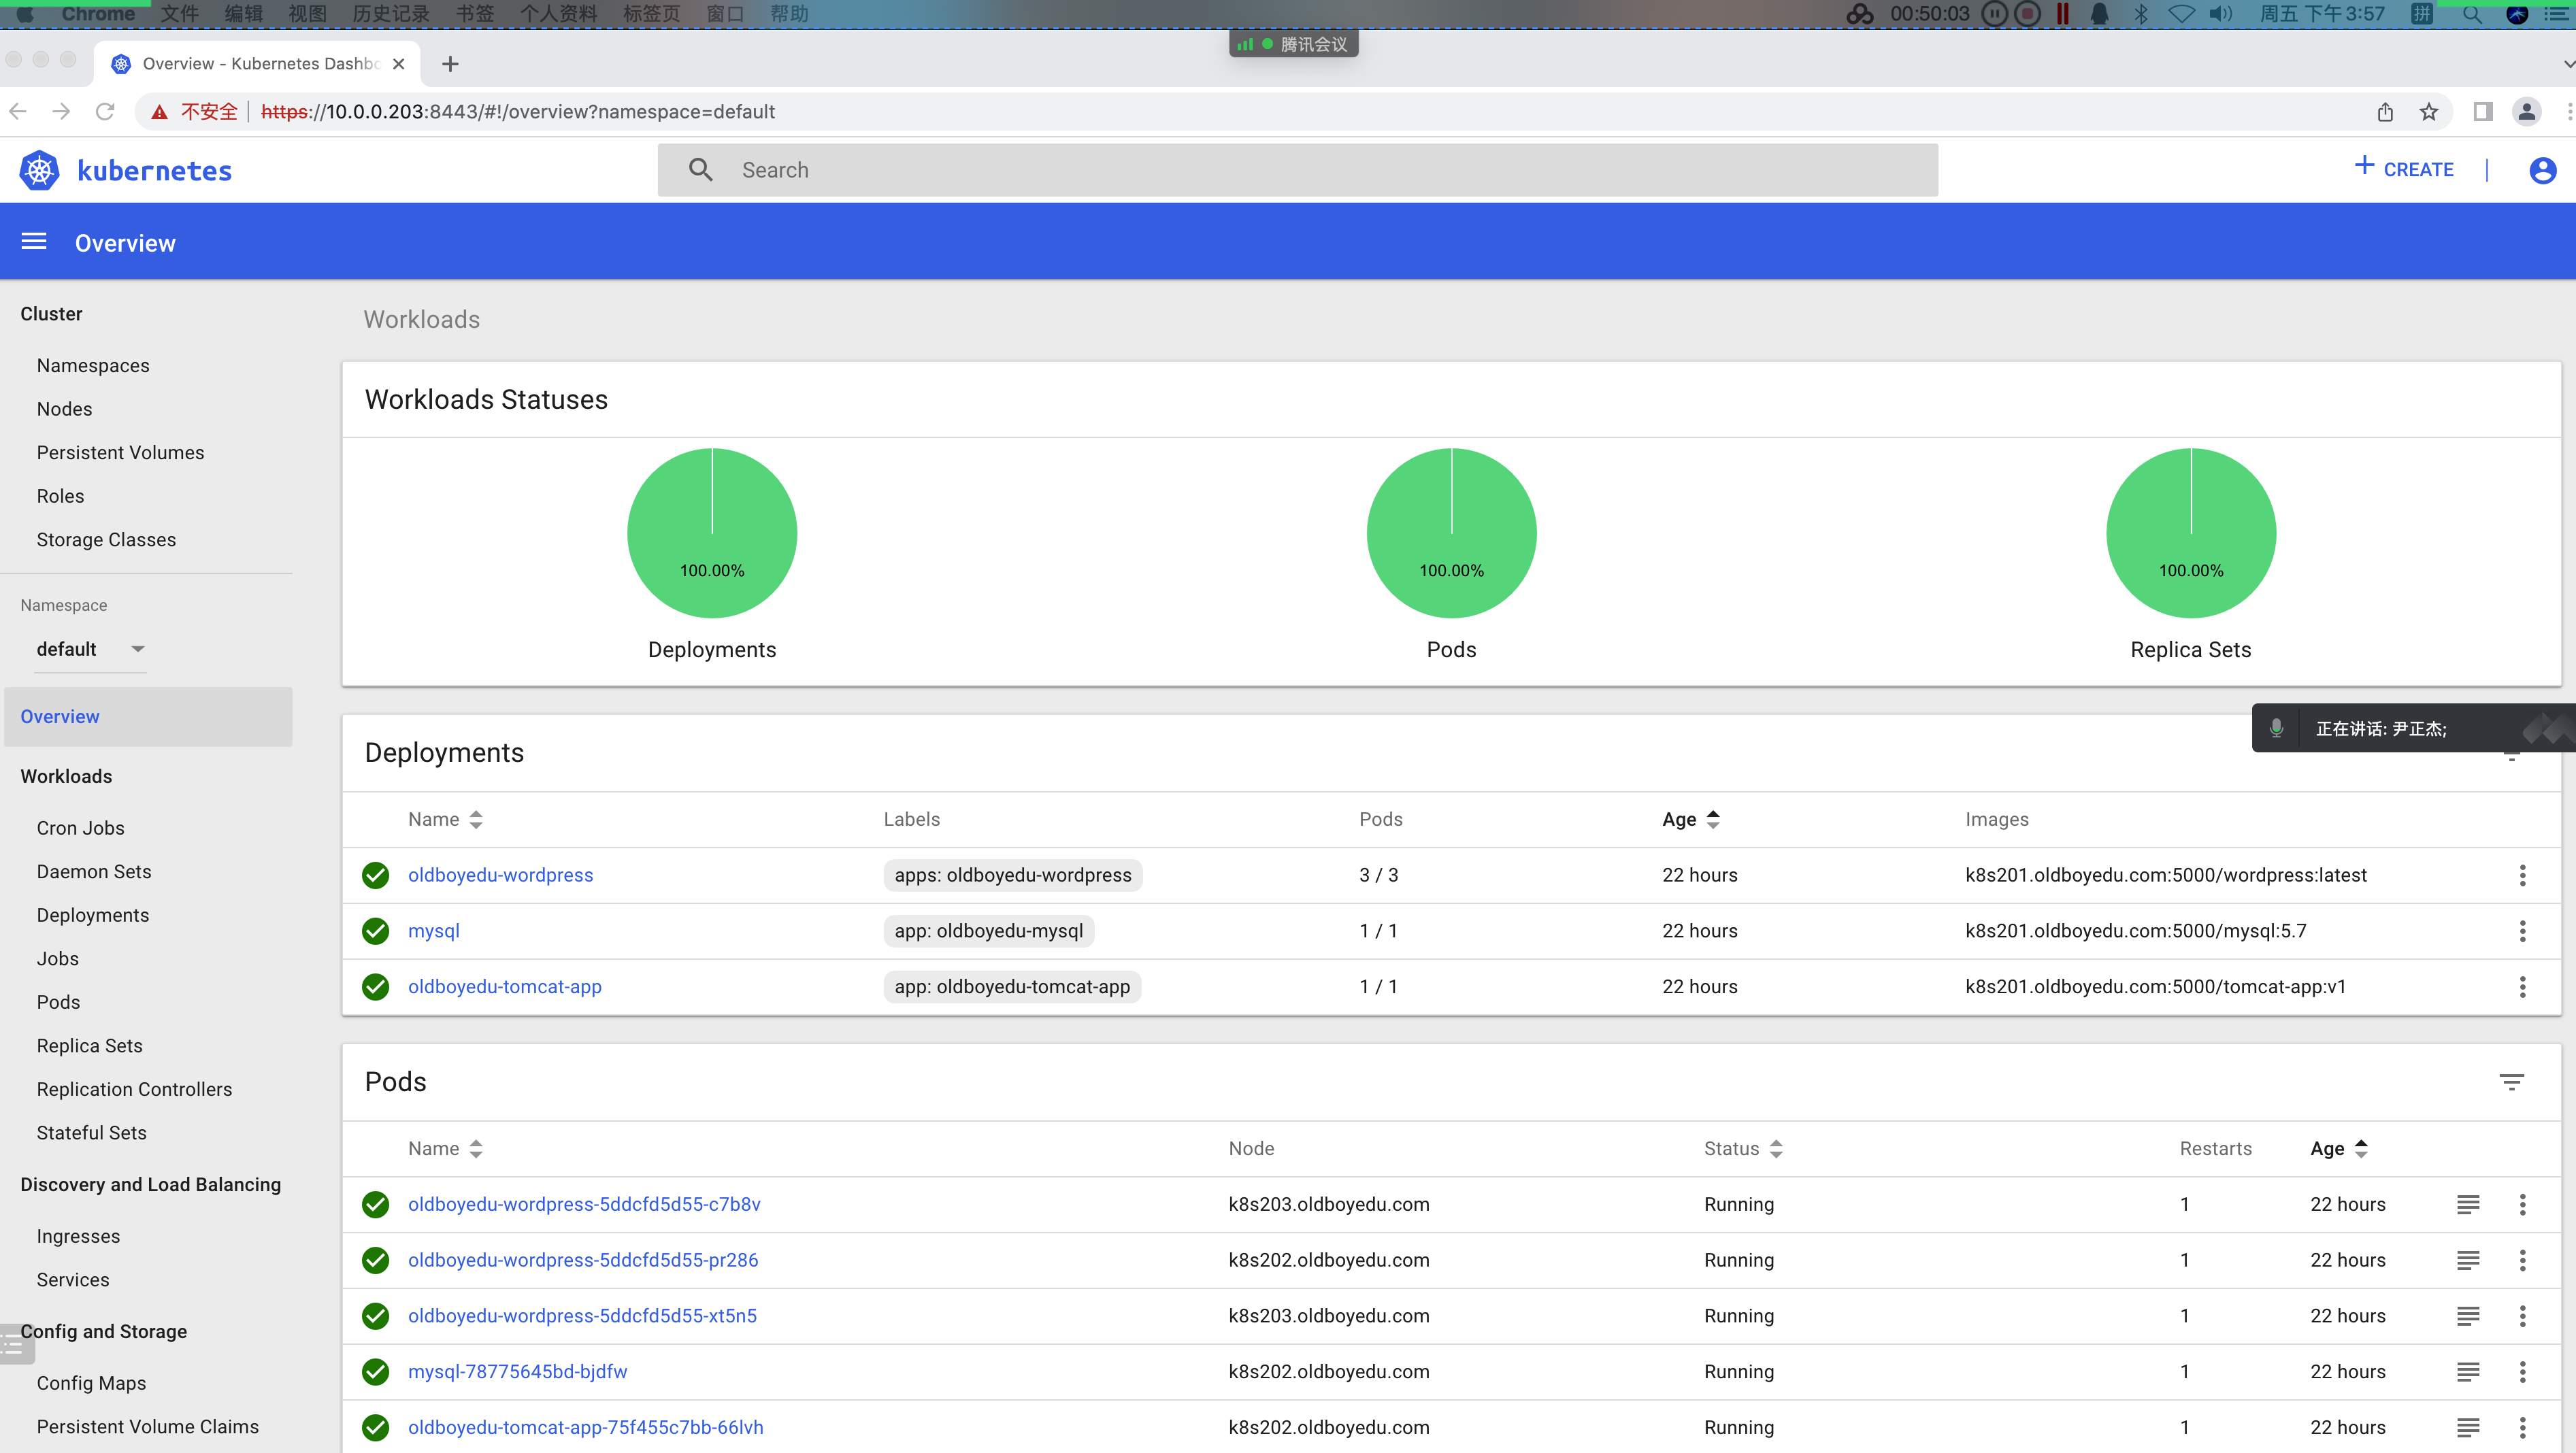 Chrome 文件 编辑 视图 历史记录 书签 个人资料 标签页 窗口 帮助 00:50:03 周五 下午3:57 拼
腾讯会议
Overview - Kubernetes Dashbo
不安全 https://10.0.0.203:8443/#!/overview?namespace=default
kubernetes Search + CREATE
Overview
Cluster
Namespaces
Nodes
Persistent Volumes
Roles
Storage Classes
Namespace
default
Overview
Workloads
Cron Jobs
Daemon Sets
Deployments
Jobs
Pods
Replica Sets
Replication Controllers
Stateful Sets
Discovery and Load Balancing
Ingresses
Services
Config and Storage
Config Maps
Persistent Volume Claims
Workloads
Workloads Statuses
100.00% 100.00% 100.00%
Deployments Pods Replica Sets
正在讲话: 尹正杰;
Deployments
Name Labels Pods Age Images
oldboyedu-wordpress apps: oldboyedu-wordpress 3 / 3 22 hours k8s201.oldboyedu.com:5000/wordpress:latest
mysql app: oldboyedu-mysql 1 / 1 22 hours k8s201.oldboyedu.com:5000/mysql:5.7
oldboyedu-tomcat-app app: oldboyedu-tomcat-app 1 / 1 22 hours k8s201.oldboyedu.com:5000/tomcat-app:v1
Pods
Name Node Status Restarts Age
oldboyedu-wordpress-5ddcfd5d55-c7b8v k8s203.oldboyedu.com Running 1 22 hours
oldboyedu-wordpress-5ddcfd5d55-pr286 k8s202.oldboyedu.com Running 1 22 hours
oldboyedu-wordpress-5ddcfd5d55-xt5n5 k8s203.oldboyedu.com Running 1 22 hours
mysql-78775645bd-bjdfw k8s202.oldboyedu.com Running 1 22 hours
oldboyedu-tomcat-app-75f455c7bb-66lvh k8s202.oldboyedu.com Running 1 22 hours